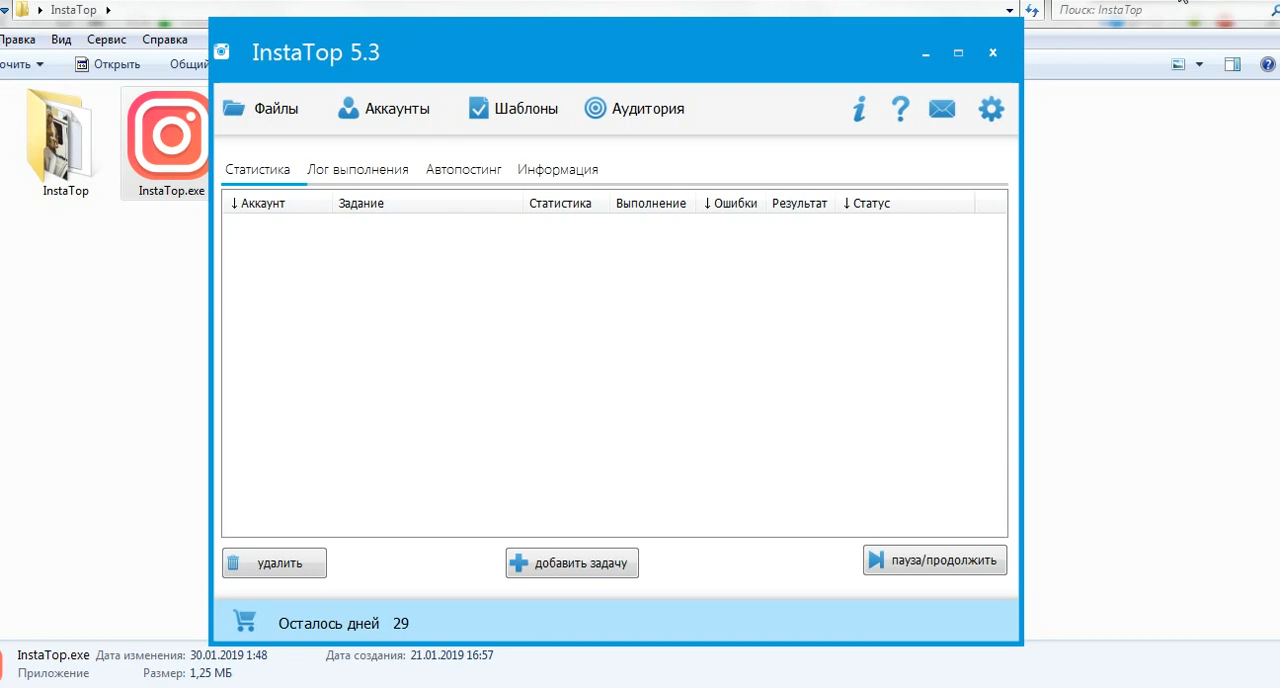 InstaTop
Поиск: InstaTop
Правка Вид Сервис Справка
Открыть Общий
InstaTop
InstaTop.exe
InstaTop 5.3
Файлы Аккаунты Шаблоны Аудитория
Статистика Лог выполнения Автопостинг Информация
↓ Аккаунт Задание Статистика Выполнение ↓ Ошибки Результат ↓ Статус
удалить добавить задачу пауза/продолжить
Осталось дней 29
InstaTop.exe Дата изменения: 30.01.2019 1:48 Дата создания: 21.01.2019 16:57
Приложение Размер: 1,25 МБ